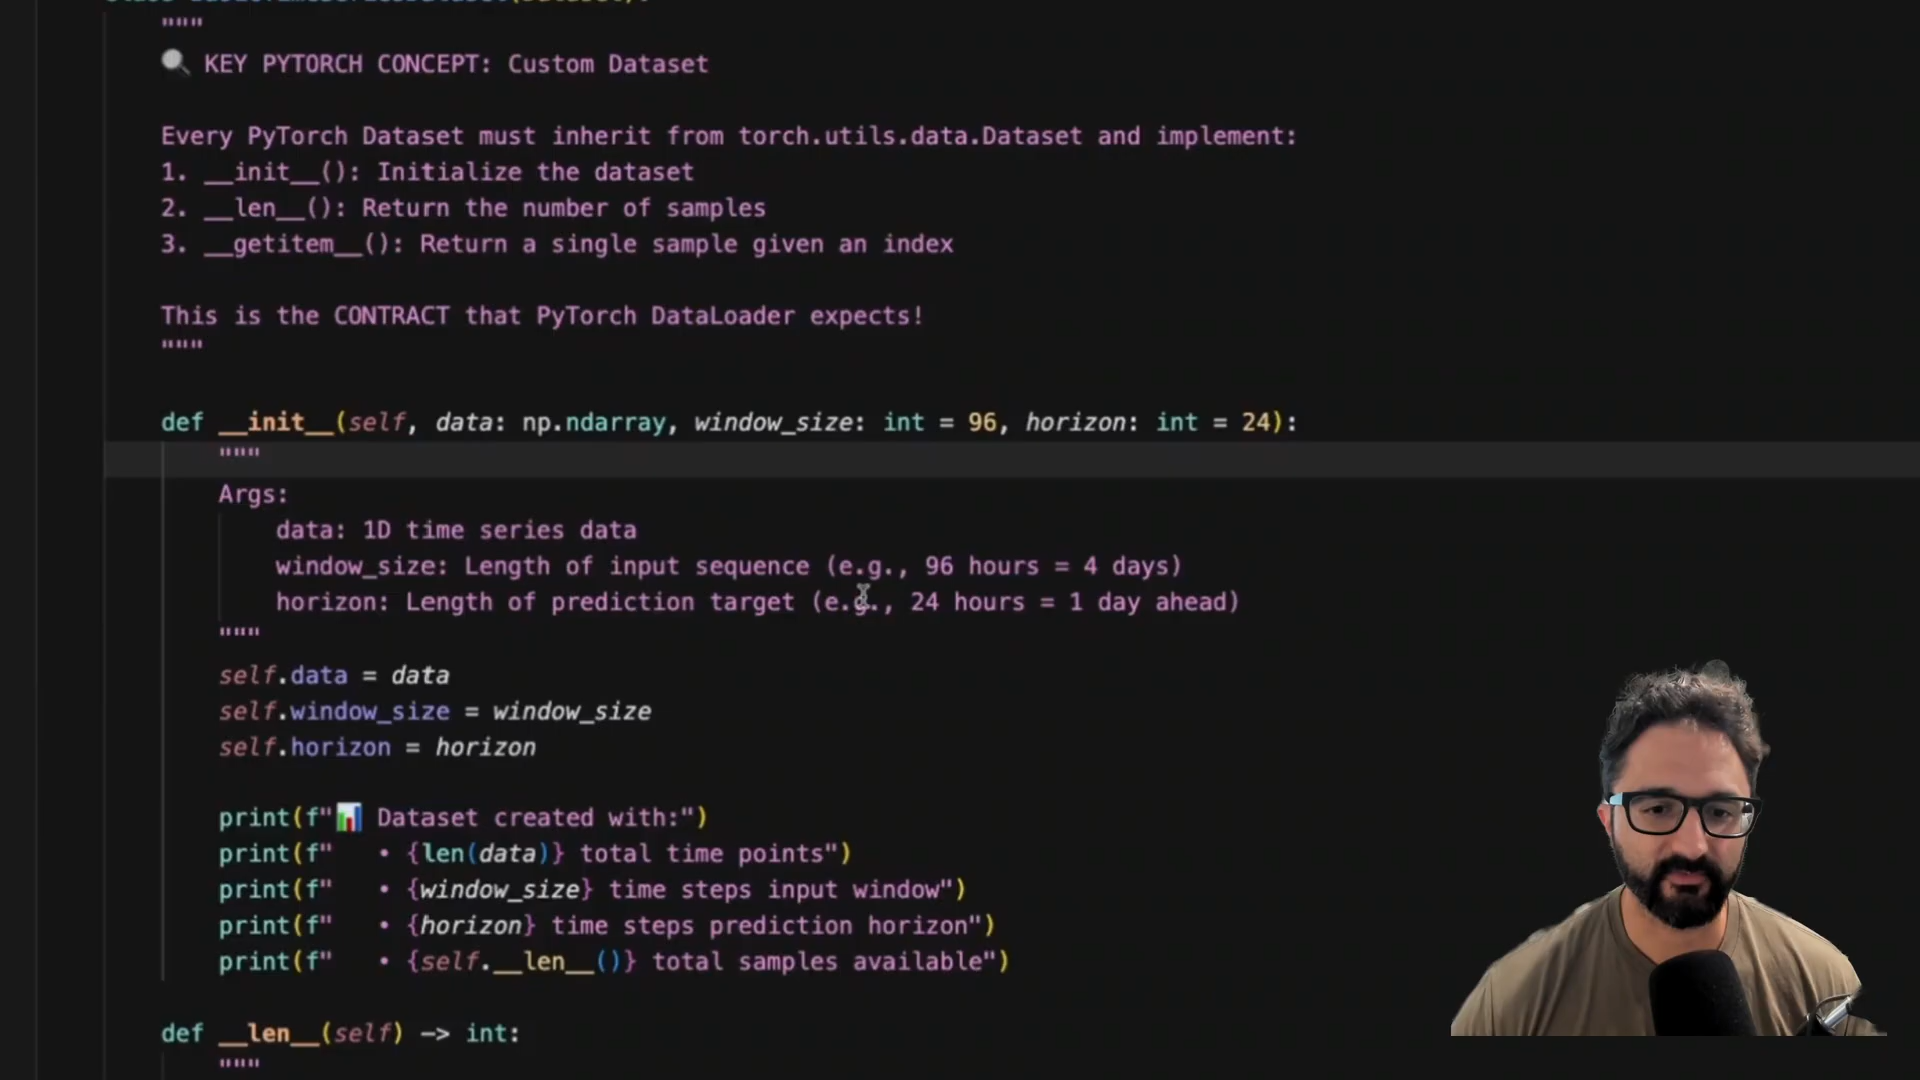 """
🔍 KEY PYTORCH CONCEPT: Custom Dataset
Every PyTorch Dataset must inherit from torch.utils.data.Dataset and implement:
1. __init__(): Initialize the dataset
2. __len__(): Return the number of samples
3. __getitem__(): Return a single sample given an index
This is the CONTRACT that PyTorch DataLoader expects!
"""
def __init__(self, data: np.ndarray, window_size: int = 96, horizon: int = 24):
"""
Args:
data: 1D time series data
window_size: Length of input sequence (e.g., 96 hours = 4 days)
horizon: Length of prediction target (e.g., 24 hours = 1 day ahead)
"""
self.data = data
self.window_size = window_size
self.horizon = horizon
print(f"📊 Dataset created with:")
print(f"   • {len(data)} total time points")
print(f"   • {window_size} time steps input window")
print(f"   • {horizon} time steps prediction horizon")
print(f"   • {self.__len__()} total samples available")
def __len__(self) -> int:
"""